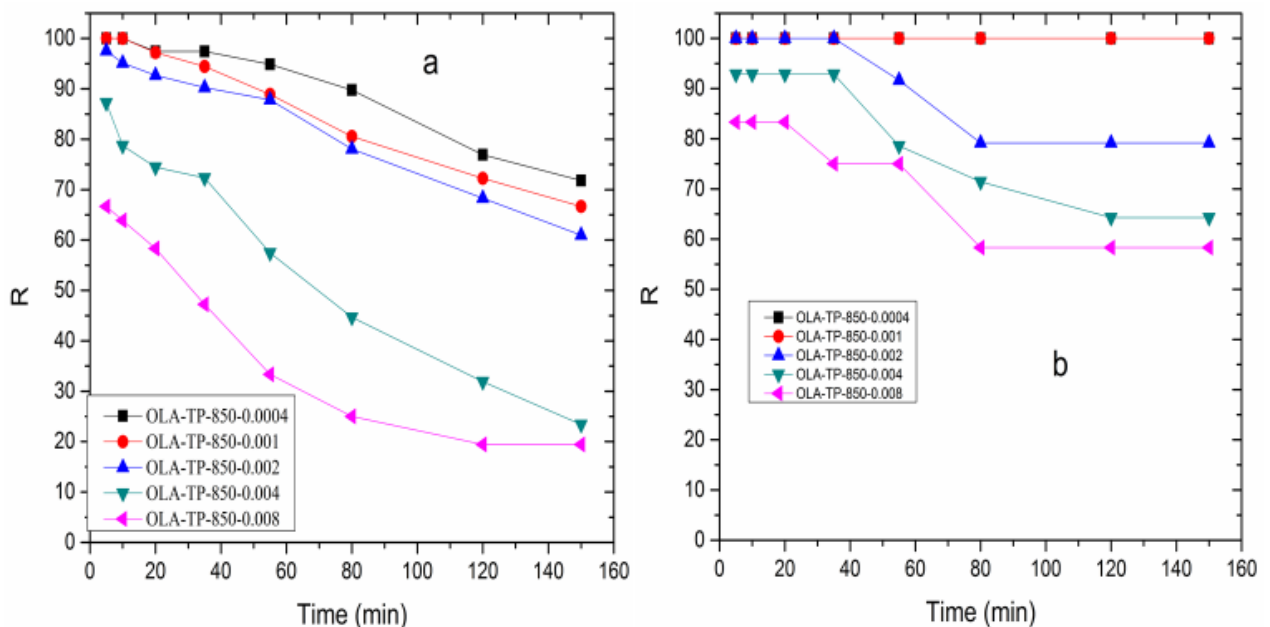 a
100
90
80
70
60
50
40
30
20
10
0
R
OLA-TP-850-0.0004
OLA-TP-850-0.001
OLA-TP-850-0.002
OLA-TP-850-0.004
OLA-TP-850-0.008
0 20 40 60 80 100 120 140 160
Time (min)
100
90
80
70
60
50
40
30
20
10
0
R
OLA-TP-850-0.0004
OLA-TP-850-0.001
OLA-TP-850-0.002
OLA-TP-850-0.004
OLA-TP-850-0.008
b
0 20 40 60 80 100 120 140 160
Time (min)